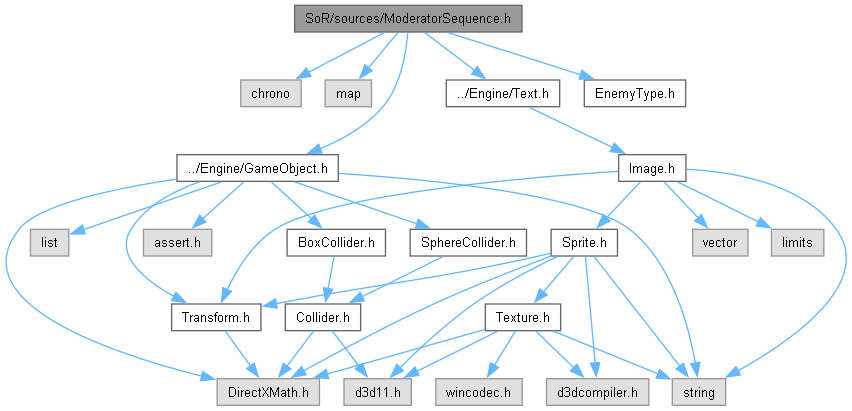 SoR/sources/ModeratorSequence.h
chrono
map
../Engine/Text.h
EnemyType.h
../Engine/GameObject.h
Image.h
list
assert.h
BoxCollider.h
SphereCollider.h
Sprite.h
vector
limits
Transform.h
Collider.h
Texture.h
DirectXMath.h
d3d11.h
wincodec.h
d3dcompiler.h
string